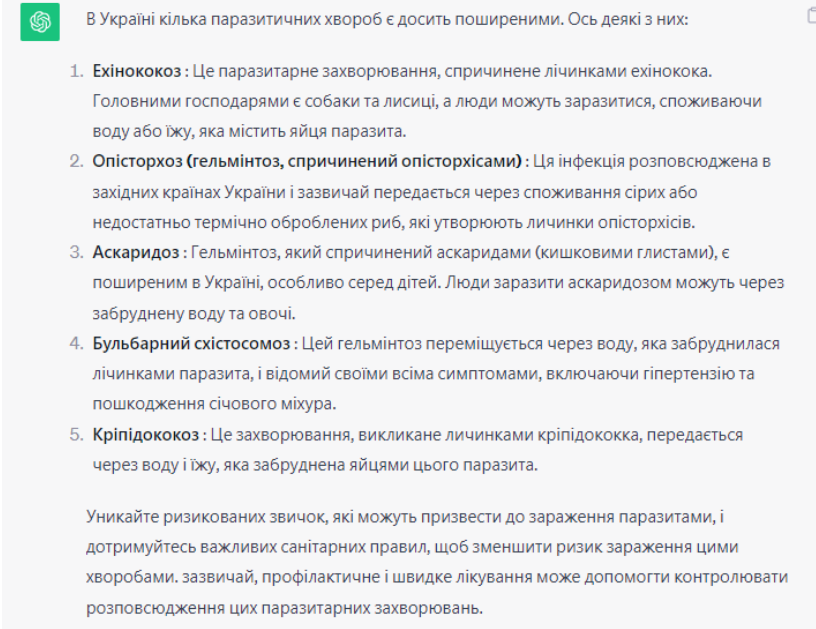 В Україні кілька паразитичних хвороб є досить поширеними. Ось деякі з них:
1. Ехінококоз : Це паразитарне захворювання, спричинене лічинками ехінокока.
Головними господарями є собаки та лисиці, а люди можуть заразитися, споживаючи
воду або їжу, яка містить яйця паразита.
2. Опісторхоз (гельмінтоз, спричинений опісторхісами) : Ця інфекція розповсюджена в
західних країнах України і зазвичай передається через споживання сірих або
недостатньо термічно оброблених риб, які утворюють личинки опісторхісів.
3. Аскаридоз : Гельмінтоз, який спричинений аскаридами (кишковими глистами), є
поширеним в Україні, особливо серед дітей. Люди заразити аскаридозом можуть через
забруднену воду та овочі.
4. Бульбарний схістосомоз : Цей гельмінтоз переміщується через воду, яка забруднилася
лічинками паразита, і відомий своїми всіма симптомами, включаючи гіпертензію та
пошкодження січового міхура.
5. Кріпідококоз : Це захворювання, викликане личинками кріпідококка, передається
через воду і їжу, яка забруднена яйцями цього паразита.
Уникайте ризикованих звичок, які можуть призвести до зараження паразитами, і
дотримуйтесь важливих санітарних правил, щоб зменшити ризик зараження цими
хворобами. зазвичай, профілактичне і швидке лікування може допомогти контролювати
розповсюдження цих паразитарних захворювань.